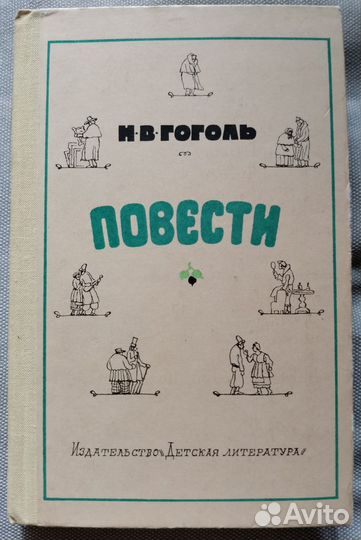 Н·В·ГОГОЛЬ
ПОВЕСТИ
ИЗДАТЕЛЬСТВО „ДЕТСКАЯ ЛИТЕРАТУРА"
Avito